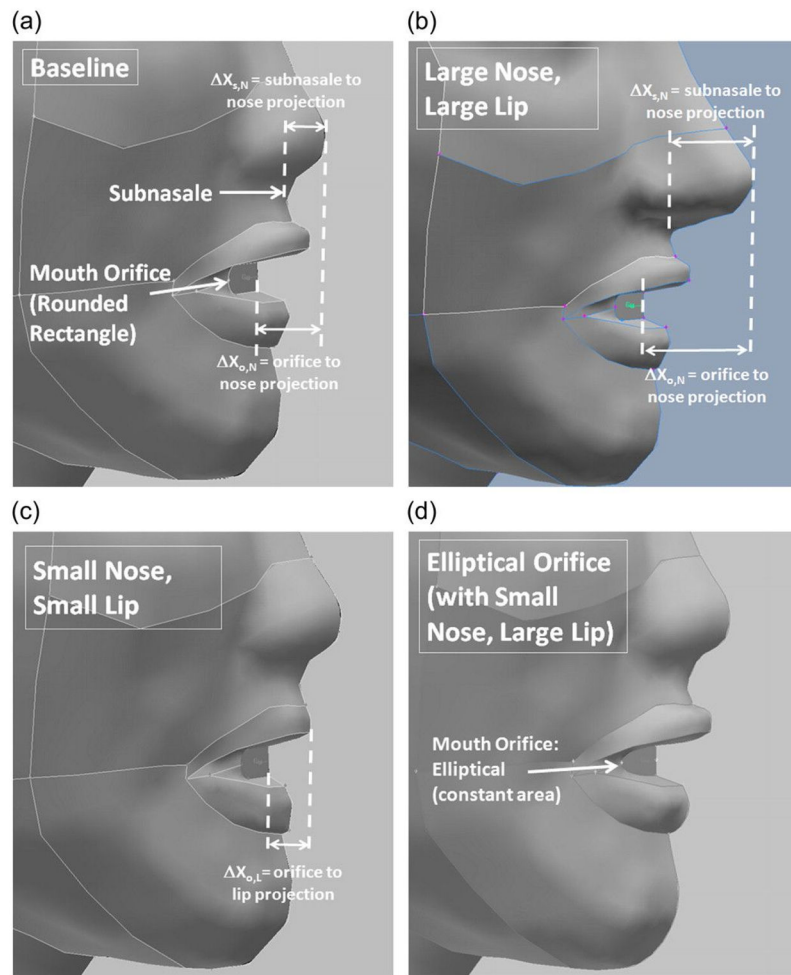 (a)
Baseline
ΔXs,N = subnasale to
nose projection
Subnasale
Mouth Orifice
(Rounded
Rectangle)
ΔXo,N = orifice to
nose projection
(b)
Large Nose,
Large Lip
ΔXs,N = subnasale to
nose projection
ΔXo,N = orifice to
nose projection
(c)
Small Nose,
Small Lip
ΔXo,L= orifice to
lip projection
(d)
Elliptical Orifice
(with Small
Nose, Large Lip)
Mouth Orifice:
Elliptical
(constant area)